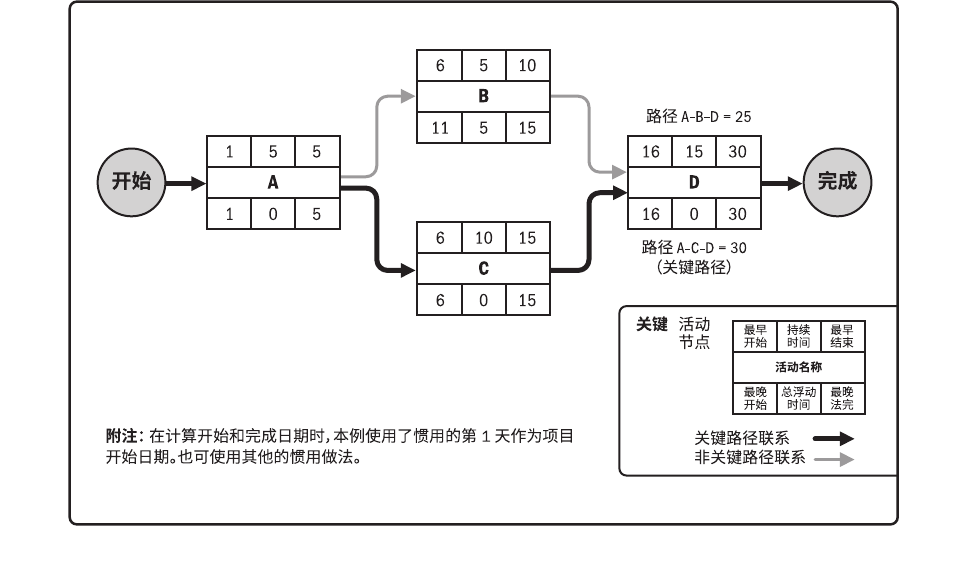 6 5 10
B
11 5 15
路径 A–B–D = 25
开始
1 5 5
A
1 0 5
16 15 30
D
16 0 30
完成
6 10 15
C
6 0 15
路径 A–C–D = 30
（关键路径）
关键 活动
节点
最早 持续 最早
开始 时间 结束
活动名称
最晚 总浮动 最晚
开始 时间 法完
关键路径联系
非关键路径联系
附注：在计算开始和完成日期时，本例使用了惯用的第 1 天作为项目
开始日期。也可使用其他的惯用做法。